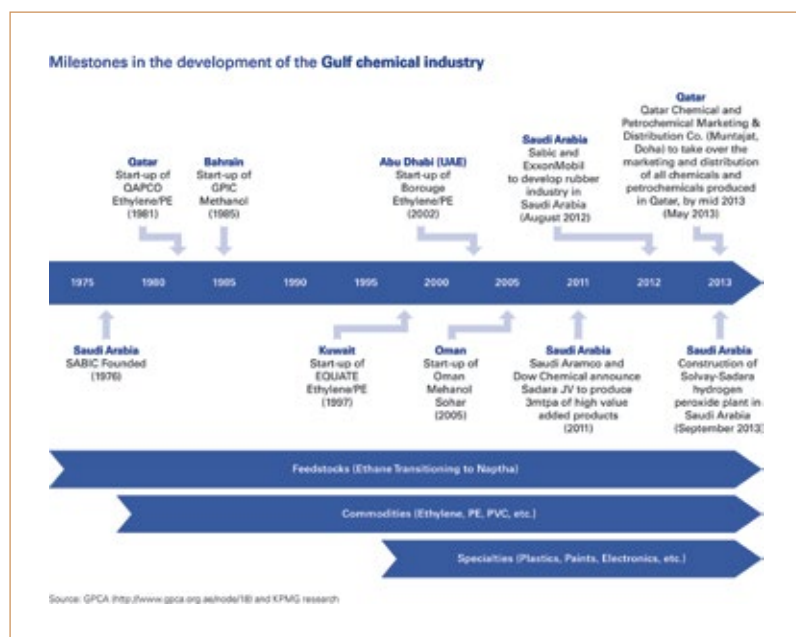 Milestones in the development of the Gulf chemical industry
Qatar
Qatar Chemical and
Petrochemical Marketing &
Distribution Co. (Muntajat,
Doha) to take over the
marketing and distribution
of all chemicals and
petrochemicals produced
in Qatar, by mid 2013
(May 2013)
Qatar
Start-up of
QAPCO
Ethylene/PE
(1981)
Bahrain
Start-up of
GPIC
Methanol
(1985)
Abu Dhabi (UAE)
Start-up of
Borouge
Ethylene/PE
(2002)
Saudi Arabia
Sabic and
ExxonMobil
to develop rubber
industry in
Saudi Arabia
(August 2012)
1975 1980 1985 1990 1995 2000 2005 2011 2012 2013
Saudi Arabia
SABIC Founded
(1976)
Kuwait
Start-up of
EQUATE
Ethylene/PE
(1997)
Oman
Start-up of
Oman
Mehanol
Sohar
(2005)
Saudi Arabia
Saudi Aramco and
Dow Chemical announce
Sadara JV to produce
3mtpa of high value
added products
(2011)
Saudi Arabia
Construction of
Solvay-Sadara
hydrogen
peroxide plant in
Saudi Arabia
(September 2013)
Feedstocks (Ethane Transitioning to Naptha)
Commodities (Ethylene, PE, PVC, etc.)
Specialties (Plastics, Paints, Electronics, etc.)
Source: GPCA (http://www.gpca.org.ae/node/18) and KPMG research